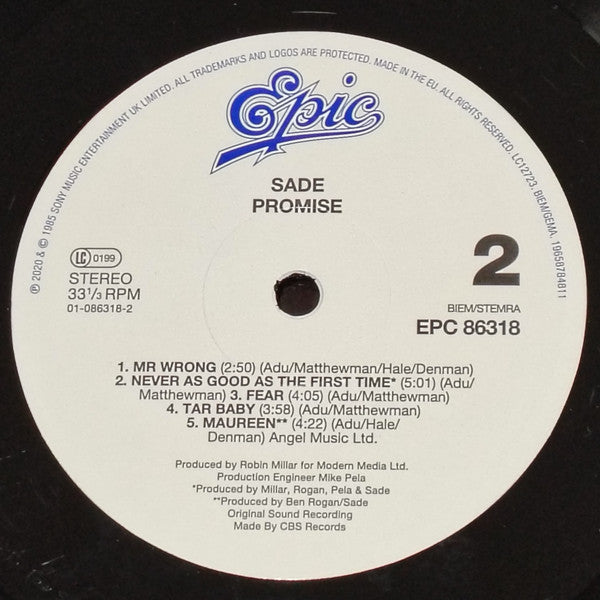 ℗ 2020 & © 1985 SONY MUSIC ENTERTAINMENT UK LIMITED. ALL TRADEMARKS AND LOGOS ARE PROTECTED. MADE IN THE EU. ALL RIGHTS RESERVED. LC12723. BIEM/GEMA. 19658784811
Epic
SADE
PROMISE
LC 0199
STEREO
33⅓ RPM
01-086318-2
2
BIEM/STEMRA
EPC 86318
1. MR WRONG (2:50) (Adu/Matthewman/Hale/Denman)
2. NEVER AS GOOD AS THE FIRST TIME* (5:01) (Adu/
Matthewman) 3. FEAR (4:05) (Adu/Matthewman)
4. TAR BABY (3:58) (Adu/Matthewman)
5. MAUREEN** (4:22) (Adu/Hale/
Denman) Angel Music Ltd.
Produced by Robin Millar for Modern Media Ltd.
Production Engineer Mike Pela
*Produced by Millar, Rogan, Pela & Sade
**Produced by Ben Rogan/Sade
Original Sound Recording
Made By CBS Records